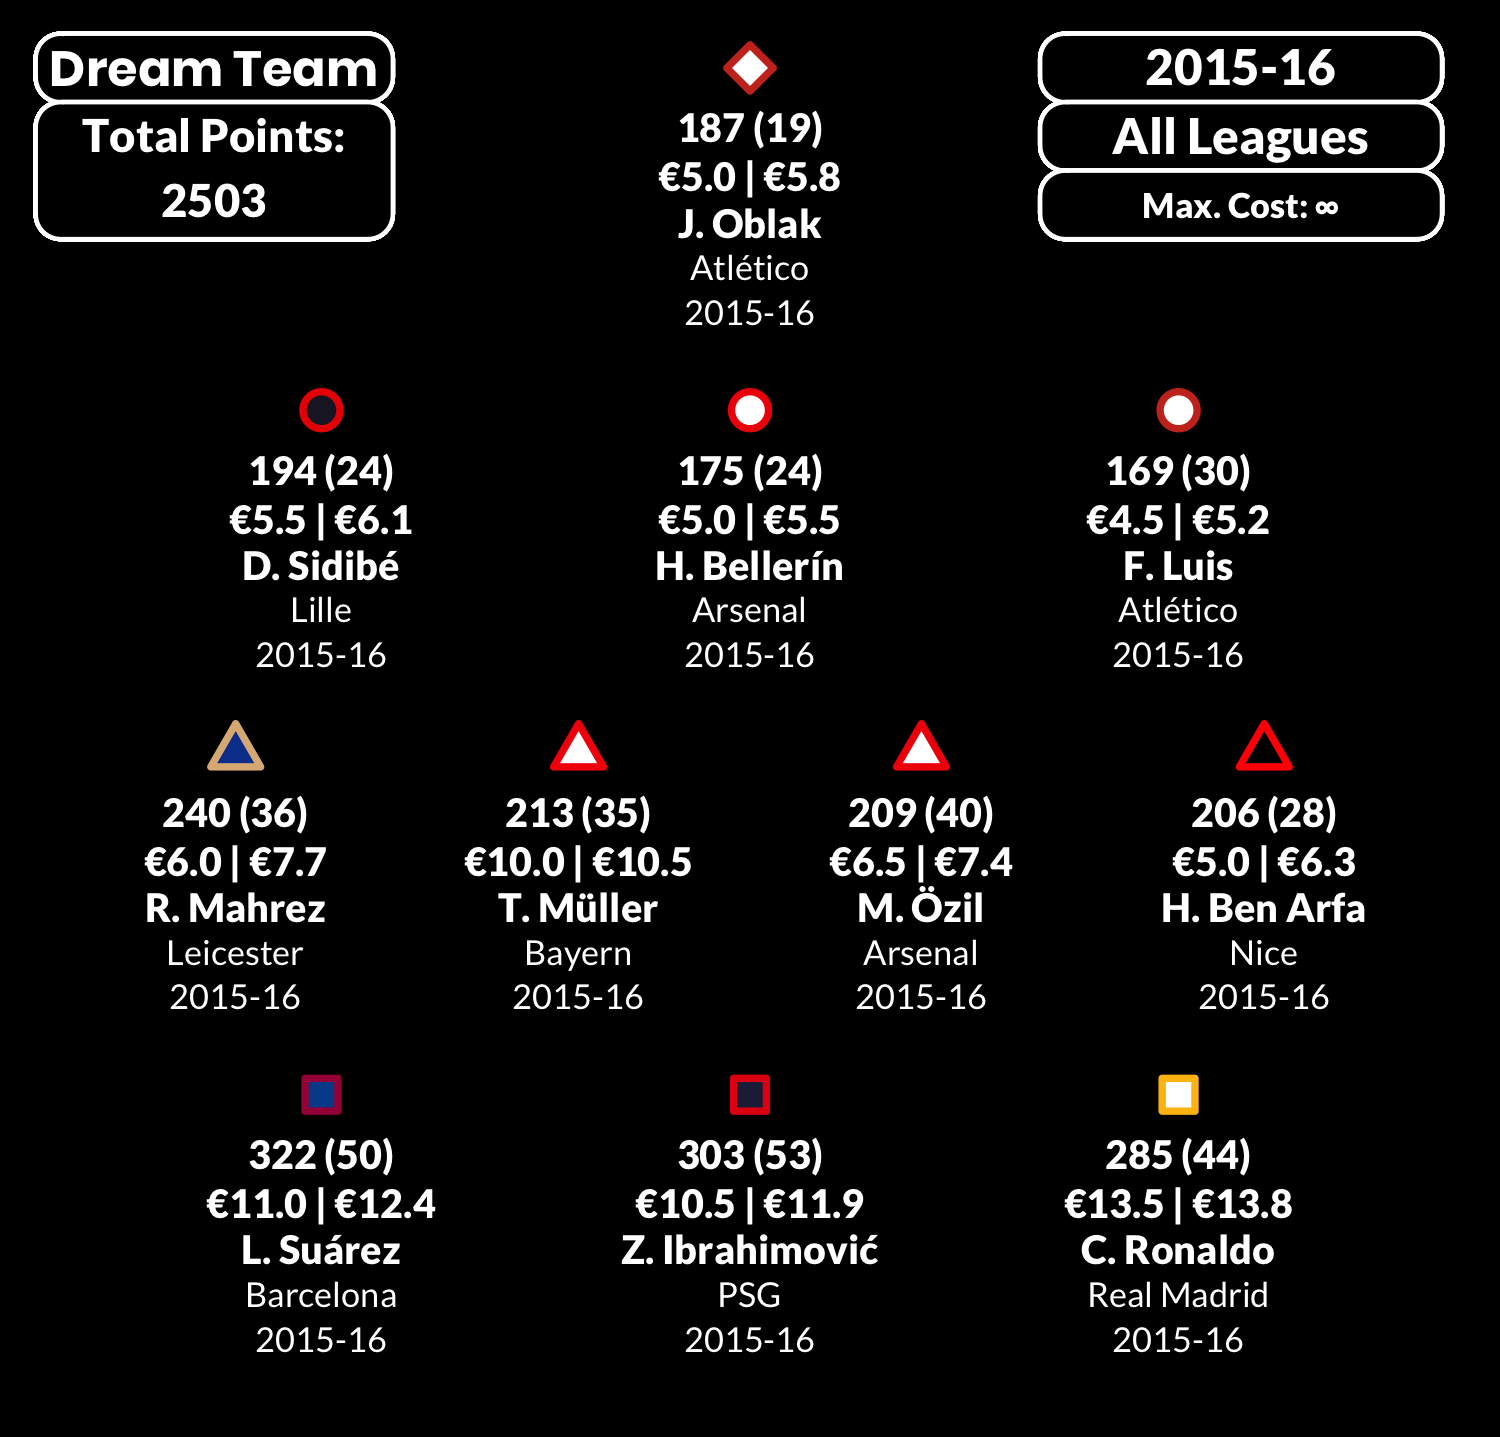 Dream Team
Total Points:
2503
2015-16
All Leagues
Max. Cost: ∞
187 (19)
€5.0 | €5.8
J. Oblak
Atlético
2015-16
194 (24)
€5.5 | €6.1
D. Sidibé
Lille
2015-16
175 (24)
€5.0 | €5.5
H. Bellerín
Arsenal
2015-16
169 (30)
€4.5 | €5.2
F. Luis
Atlético
2015-16
240 (36)
€6.0 | €7.7
R. Mahrez
Leicester
2015-16
213 (35)
€10.0 | €10.5
T. Müller
Bayern
2015-16
209 (40)
€6.5 | €7.4
M. Özil
Arsenal
2015-16
206 (28)
€5.0 | €6.3
H. Ben Arfa
Nice
2015-16
322 (50)
€11.0 | €12.4
L. Suárez
Barcelona
2015-16
303 (53)
€10.5 | €11.9
Z. Ibrahimović
PSG
2015-16
285 (44)
€13.5 | €13.8
C. Ronaldo
Real Madrid
2015-16